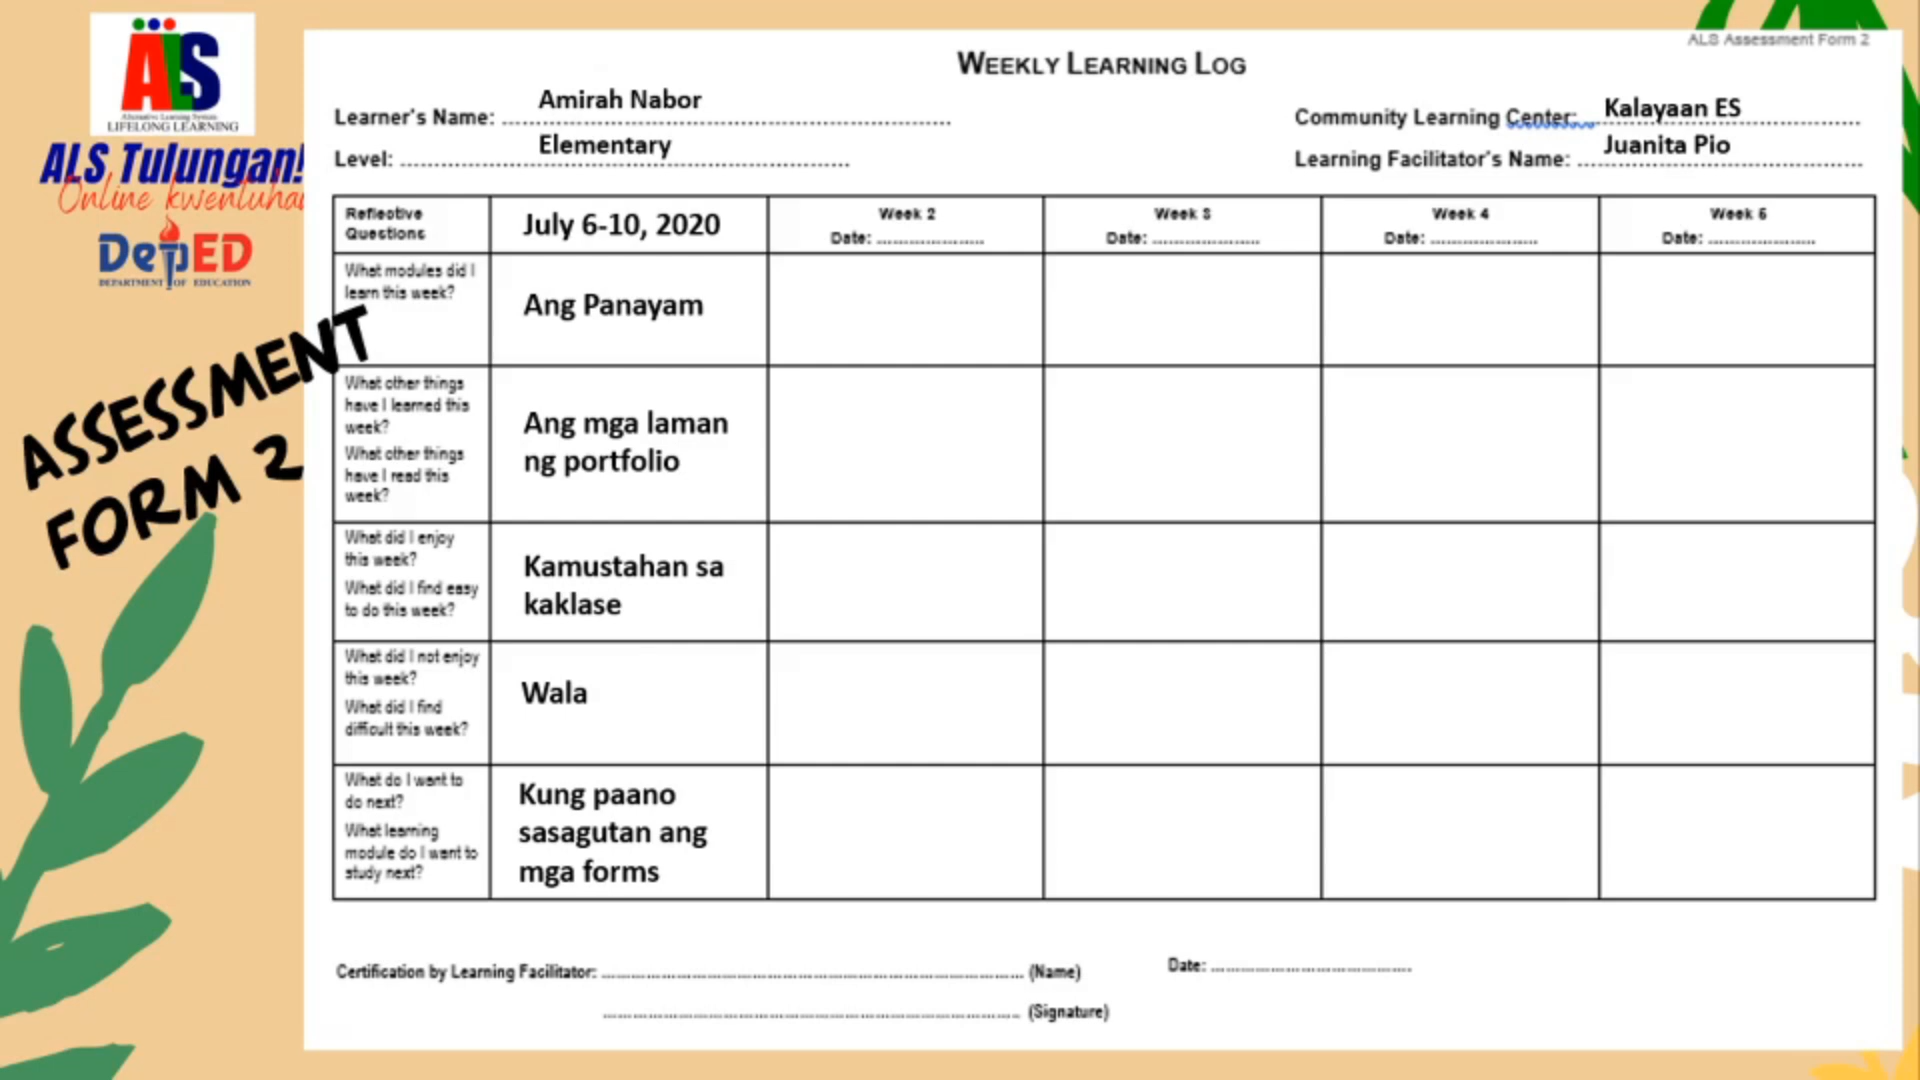 ALS
Alternative Learning System
LIFELONG LEARNING
ALS Tulungan!
Online kwentuhan
DepED
DEPARTMENT OF EDUCATION
ASSESSMENT
FORM 2
ALS Assessment Form 2
WEEKLY LEARNING LOG
Learner's Name: Amirah Nabor
Community Learning Center: Kalayaan ES
Level: Elementary
Learning Facilitator's Name: Juanita Pio
Reflective
Questions
July 6-10, 2020
Week 2
Date:
Week 3
Date:
Week 4
Date:
Week 5
Date:
What modules did I
learn this week?
Ang Panayam
What other things
have I learned this
week?
What other things
have I read this
week?
Ang mga laman
ng portfolio
What did I enjoy
this week?
What did I find easy
to do this week?
Kamustahan sa
kaklase
What did I not enjoy
this week?
What did I find
difficult this week?
Wala
What do I want to
do next?
What learning
module do I want to
study next?
Kung paano
sasagutan ang
mga forms
Certification by Learning Facilitator: (Name)
Date:
(Signature)